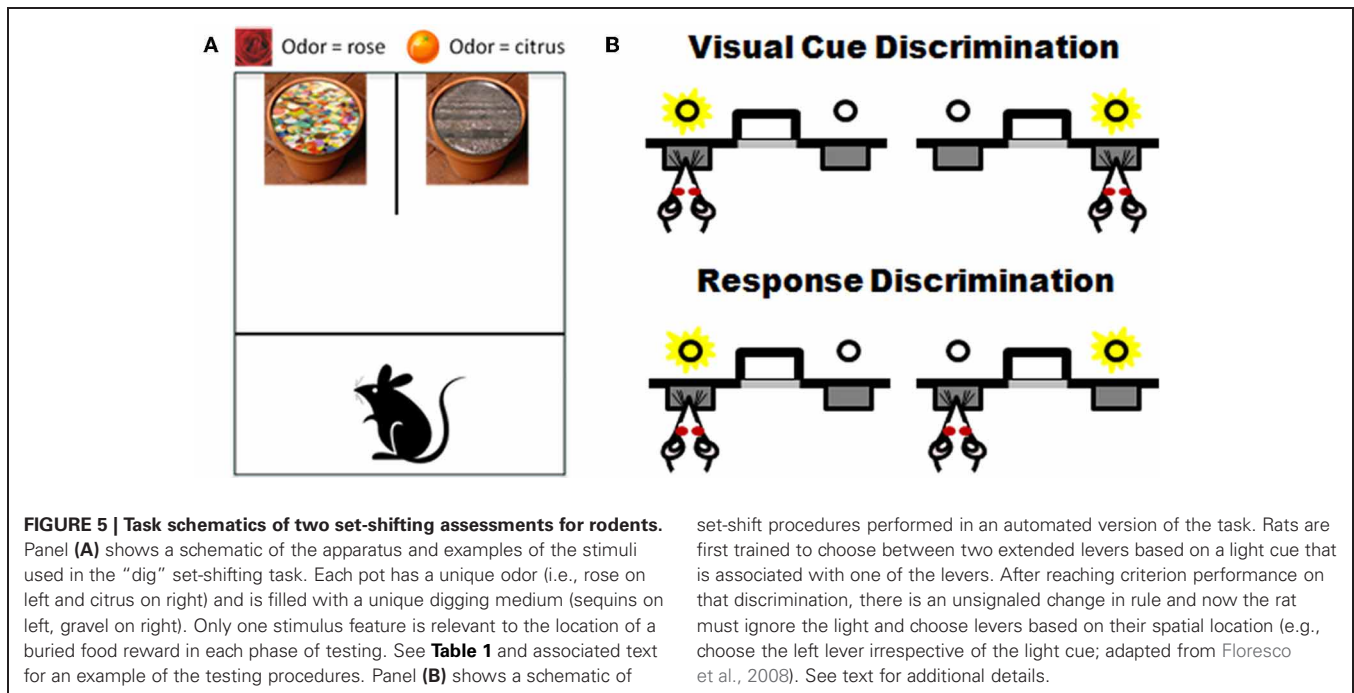 A Odor = rose Odor = citrus B Visual Cue Discrimination
Response Discrimination
FIGURE 5 | Task schematics of two set-shifting assessments for rodents.
Panel (A) shows a schematic of the apparatus and examples of the stimuli
used in the “dig” set-shifting task. Each pot has a unique odor (i.e., rose on
left and citrus on right) and is filled with a unique digging medium (sequins on
left, gravel on right). Only one stimulus feature is relevant to the location of a
buried food reward in each phase of testing. See Table 1 and associated text
for an example of the testing procedures. Panel (B) shows a schematic of
set-shift procedures performed in an automated version of the task. Rats are
first trained to choose between two extended levers based on a light cue that
is associated with one of the levers. After reaching criterion performance on
that discrimination, there is an unsignaled change in rule and now the rat
must ignore the light and choose levers based on their spatial location (e.g.,
choose the left lever irrespective of the light cue; adapted from Floresco
et al., 2008). See text for additional details.